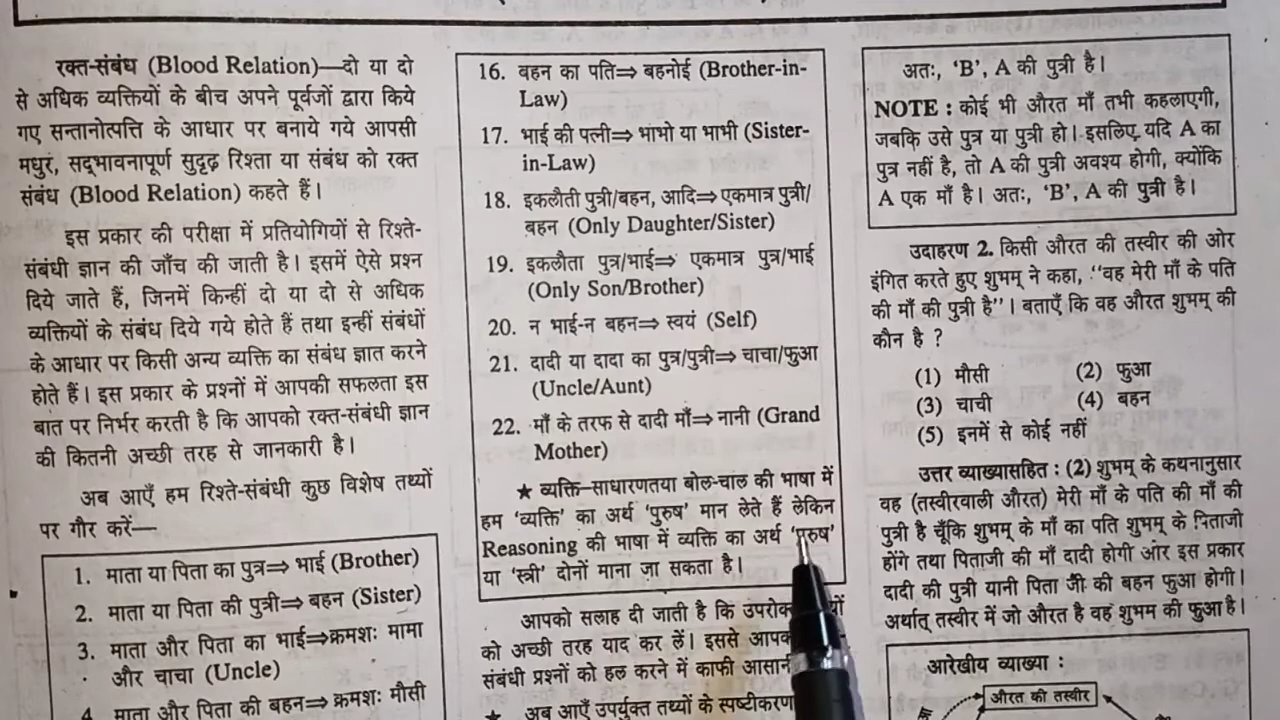 रक्त-संबंध (Blood Relation)—दो या दो
से अधिक व्यक्तियों के बीच अपने पूर्वजों द्वारा किये
गए सन्तानोत्पत्ति के आधार पर बनाये गये आपसी
मधुर, सद्‌भावनापूर्ण सुदृढ़ रिश्ता या संबंध को रक्त
संबंध (Blood Relation) कहते हैं।
इस प्रकार की परीक्षा में प्रतियोगियों से रिश्ते-
संबंधी ज्ञान की जाँच की जाती है। इसमें ऐसे प्रश्न
दिये जाते हैं, जिनमें किन्हीं दो या दो से अधिक
व्यक्तियों के संबंध दिये गये होते हैं तथा इन्हीं संबंधों
के आधार पर किसी अन्य व्यक्ति का संबंध ज्ञात करने
होते हैं। इस प्रकार के प्रश्नों में आपकी सफलता इस
बात पर निर्भर करती है कि आपको रक्त-संबंधी ज्ञान
की कितनी अच्छी तरह से जानकारी है।
अब आएँ हम रिश्ते-संबंधी कुछ विशेष तथ्यों
पर गौर करें—
1. माता या पिता का पुत्र⇒ भाई (Brother)
2. माता या पिता की पुत्री⇒ बहन (Sister)
3. माता और पिता का भाई⇒क्रमशः मामा
और चाचा (Uncle)
4. माता और पिता की बहन⇒ क्रमशः मौसी
16. बहन का पति⇒ बहनोई (Brother-in-
Law)
17. भाई की पत्नी⇒ भाभो या भाभी (Sister-
in-Law)
18. इकलौती पुत्री/बहन, आदि⇒ एकमात्र पुत्री/
बहन (Only Daughter/Sister)
19. इकलौता पुत्र/भाई⇒ एकमात्र पुत्र/भाई
(Only Son/Brother)
20. न भाई-न बहन⇒ स्वयं (Self)
21. दादी या दादा का पुत्र/पुत्री⇒ चाचा/फुआ
(Uncle/Aunt)
22. माँ के तरफ से दादी माँ⇒ नानी (Grand
Mother)
★ व्यक्ति–साधारणतया बोल-चाल की भाषा में
हम ‘व्यक्ति’ का अर्थ ‘पुरुष’ मान लेते हैं लेकिन
Reasoning की भाषा में व्यक्ति का अर्थ ‘पुरुष’
या ‘स्त्री’ दोनों माना जा सकता है।
आपको सलाह दी जाती है कि
को अच्छी तरह याद कर लें। इससे
संबंधी प्रश्नों को हल करने में काफी
★ अब आएँ उपर्युक्त तथ्यों के स्पष्टीकरण
अतः, ‘B’, A की पुत्री है।
NOTE : कोई भी औरत माँ तभी कहलाएगी,
जबकि उसे पुत्र या पुत्री हो। इसलिए यदि A का
पुत्र नहीं है, तो A की पुत्री अवश्य होगी, क्योंकि
A एक माँ है। अतः, ‘B’, A की पुत्री है।
उदाहरण 2. किसी औरत की तस्वीर की ओर
इंगित करते हुए शुभम् ने कहा, “वह मेरी माँ के पति
की माँ की पुत्री है”। बताएँ कि वह औरत शुभम् की
कौन है ?
(1) मौसी (2) फुआ
(3) चाची (4) बहन
(5) इनमें से कोई नहीं
उत्तर व्याख्यासहित : (2) शुभम् के कथनानुसार
वह (तस्वीरवाली औरत) मेरी माँ के पति की माँ की
पुत्री है चूँकि शुभम् के माँ का पति शुभम् के पिताजी
होंगे तथा पिताजी की माँ दादी होगी और इस प्रकार
दादी की पुत्री यानी पिता जी की बहन फुआ होगी।
अर्थात् तस्वीर में जो औरत है वह शुभम की फुआ है।
आरेखीय व्याख्या :
औरत की तस्वीर